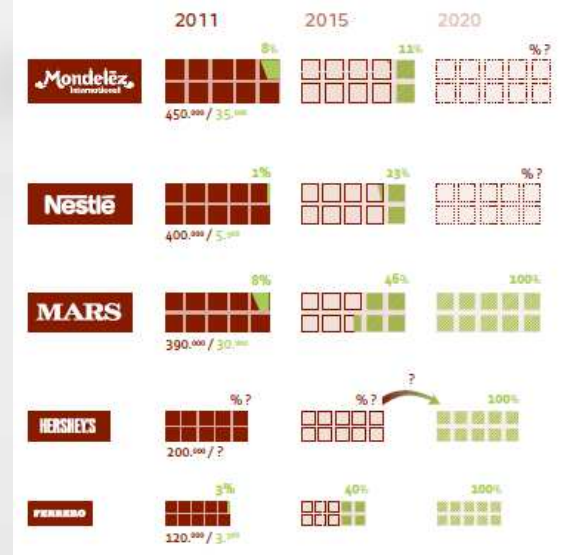 2011 2015 2020
8% 11% % ?
Mondelēz
International
450.000 / 35.000
1% 23% % ?
Nestlé
400.000 / 5.000
8% 46% 100%
MARS
390.000 / 30.000
?
% ? % ? 100%
HERSHEY'S
200.000 / ?
3% 40% 100%
FERRERO
120.000 / 3.000